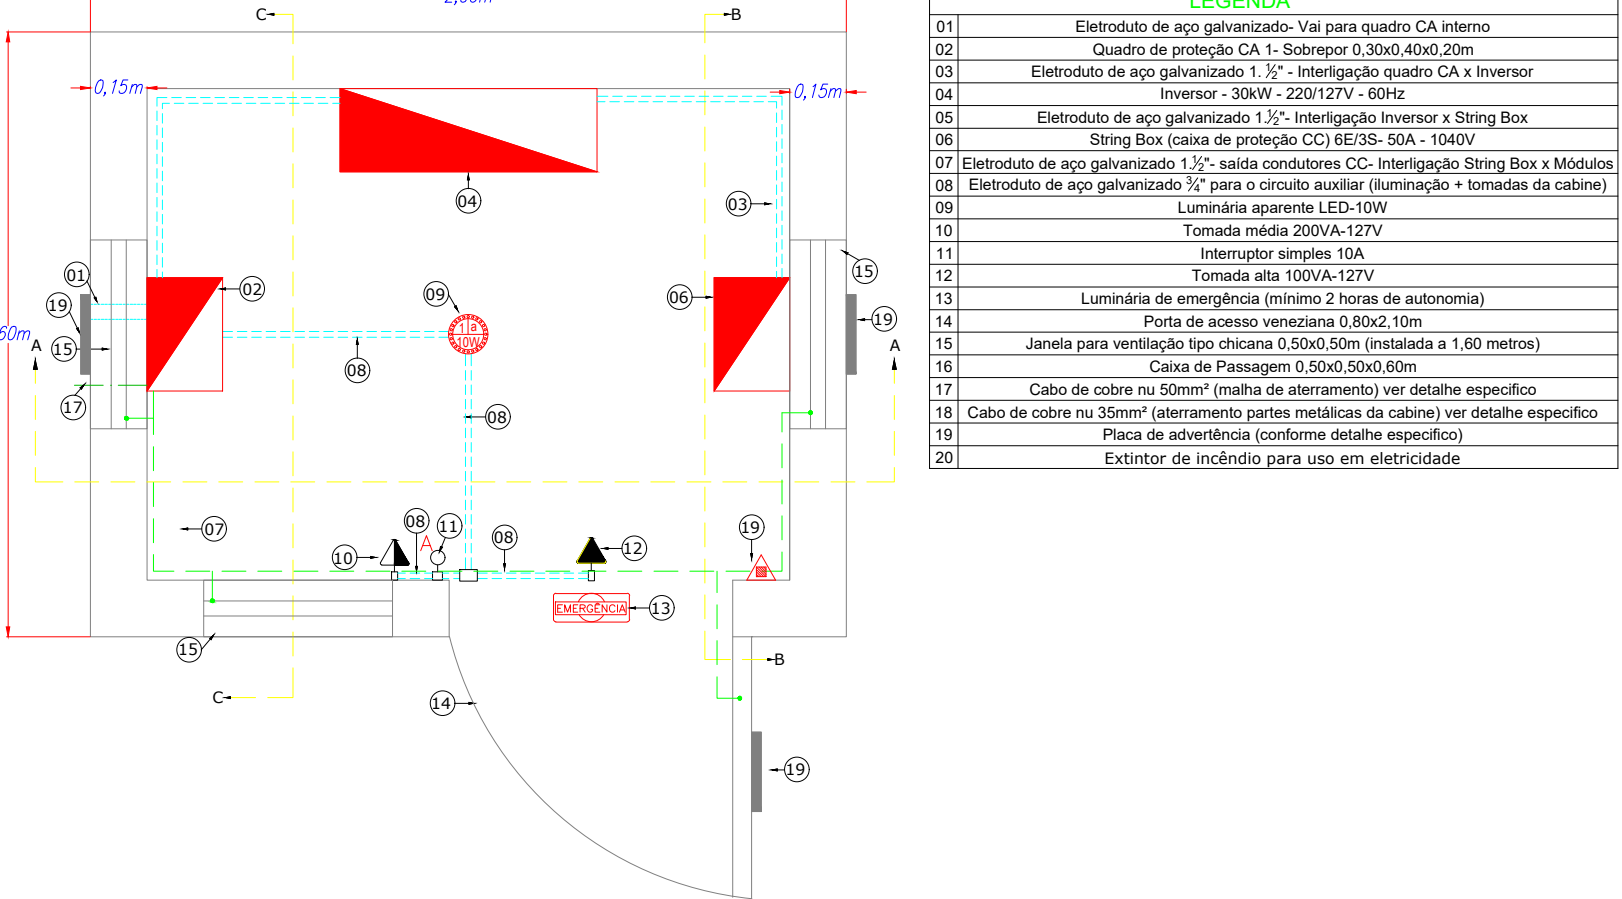 LEGENDA
01 Eletroduto de aço galvanizado- Vai para quadro CA interno
02 Quadro de proteção CA 1- Sobrepor 0,30x0,40x0,20m
03 Eletroduto de aço galvanizado 1.½" - Interligação quadro CA x Inversor
04 Inversor - 30kW - 220/127V - 60Hz
05 Eletroduto de aço galvanizado 1.½"- Interligação Inversor x String Box
06 String Box (caixa de proteção CC) 6E/3S- 50A - 1040V
07 Eletroduto de aço galvanizado 1.½"- saída condutores CC- Interligação String Box x Módulos
08 Eletroduto de aço galvanizado ¾" para o circuito auxiliar (iluminação + tomadas da cabine)
09 Luminária aparente LED-10W
10 Tomada média 200VA-127V
11 Interruptor simples 10A
12 Tomada alta 100VA-127V
13 Luminária de emergência (mínimo 2 horas de autonomia)
14 Porta de acesso veneziana 0,80x2,10m
15 Janela para ventilação tipo chicana 0,50x0,50m (instalada a 1,60 metros)
16 Caixa de Passagem 0,50x0,50x0,60m
17 Cabo de cobre nu 50mm² (malha de aterramento) ver detalhe especifico
18 Cabo de cobre nu 35mm² (aterramento partes metálicas da cabine) ver detalhe especifico
19 Placa de advertência (conforme detalhe especifico)
20 Extintor de incêndio para uso em eletricidade
C
B
0,15m
0,15m
04
03
01
02
19
09
06
15
19
1 a
10W
60m
A
15
08
A
17
08
07
08
11
08
19
10
A
12
EMERGÊNCIA
13
15
B
C
14
19